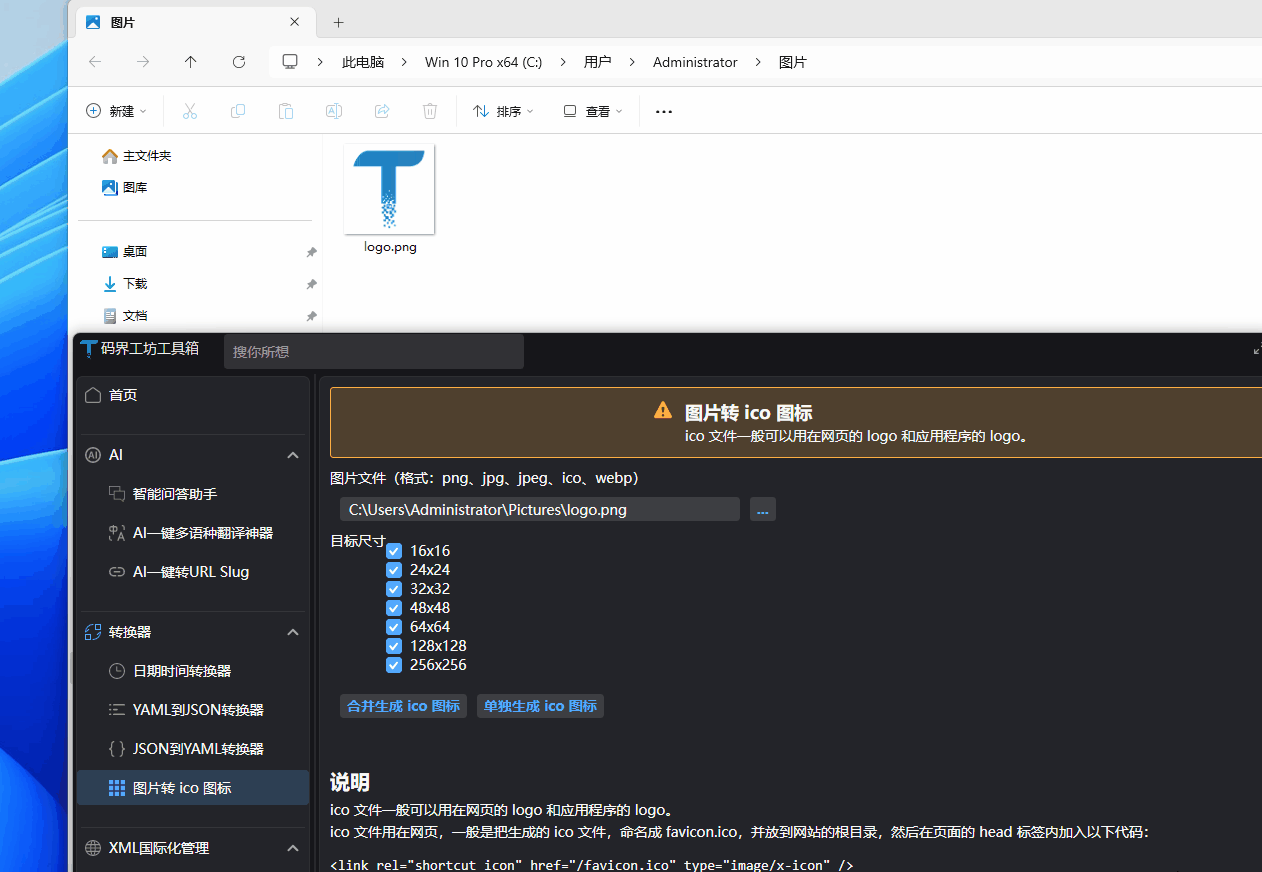 图片
此电脑 > Win 10 Pro x64 (C:) > 用户 > Administrator > 图片
新建 排序 查看 ...
主文件夹
图库
桌面
下载
文档
logo.png
码界工坊工具箱 搜你所想
首页
AI
智能问答助手
AI一键多语种翻译神器
AI一键转URL Slug
转换器
日期时间转换器
YAML到JSON转换器
JSON到YAML转换器
图片转 ico 图标
XML国际化管理
图片转 ico 图标
ico 文件一般可以用在网页的 logo 和应用程序的 logo。
图片文件（格式：png、jpg、jpeg、ico、webp）
C:\Users\Administrator\Pictures\logo.png ...
目标尺寸
16x16
24x24
32x32
48x48
64x64
128x128
256x256
合并生成 ico 图标 单独生成 ico 图标
说明
ico 文件一般可以用在网页的 logo 和应用程序的 logo。
ico 文件用在网页，一般是把生成的 ico 文件，命名成 favicon.ico，并放到网站的根目录，然后在页面的 head 标签内加入以下代码：
<link rel="shortcut icon" href="/favicon.ico" type="image/x-icon" />